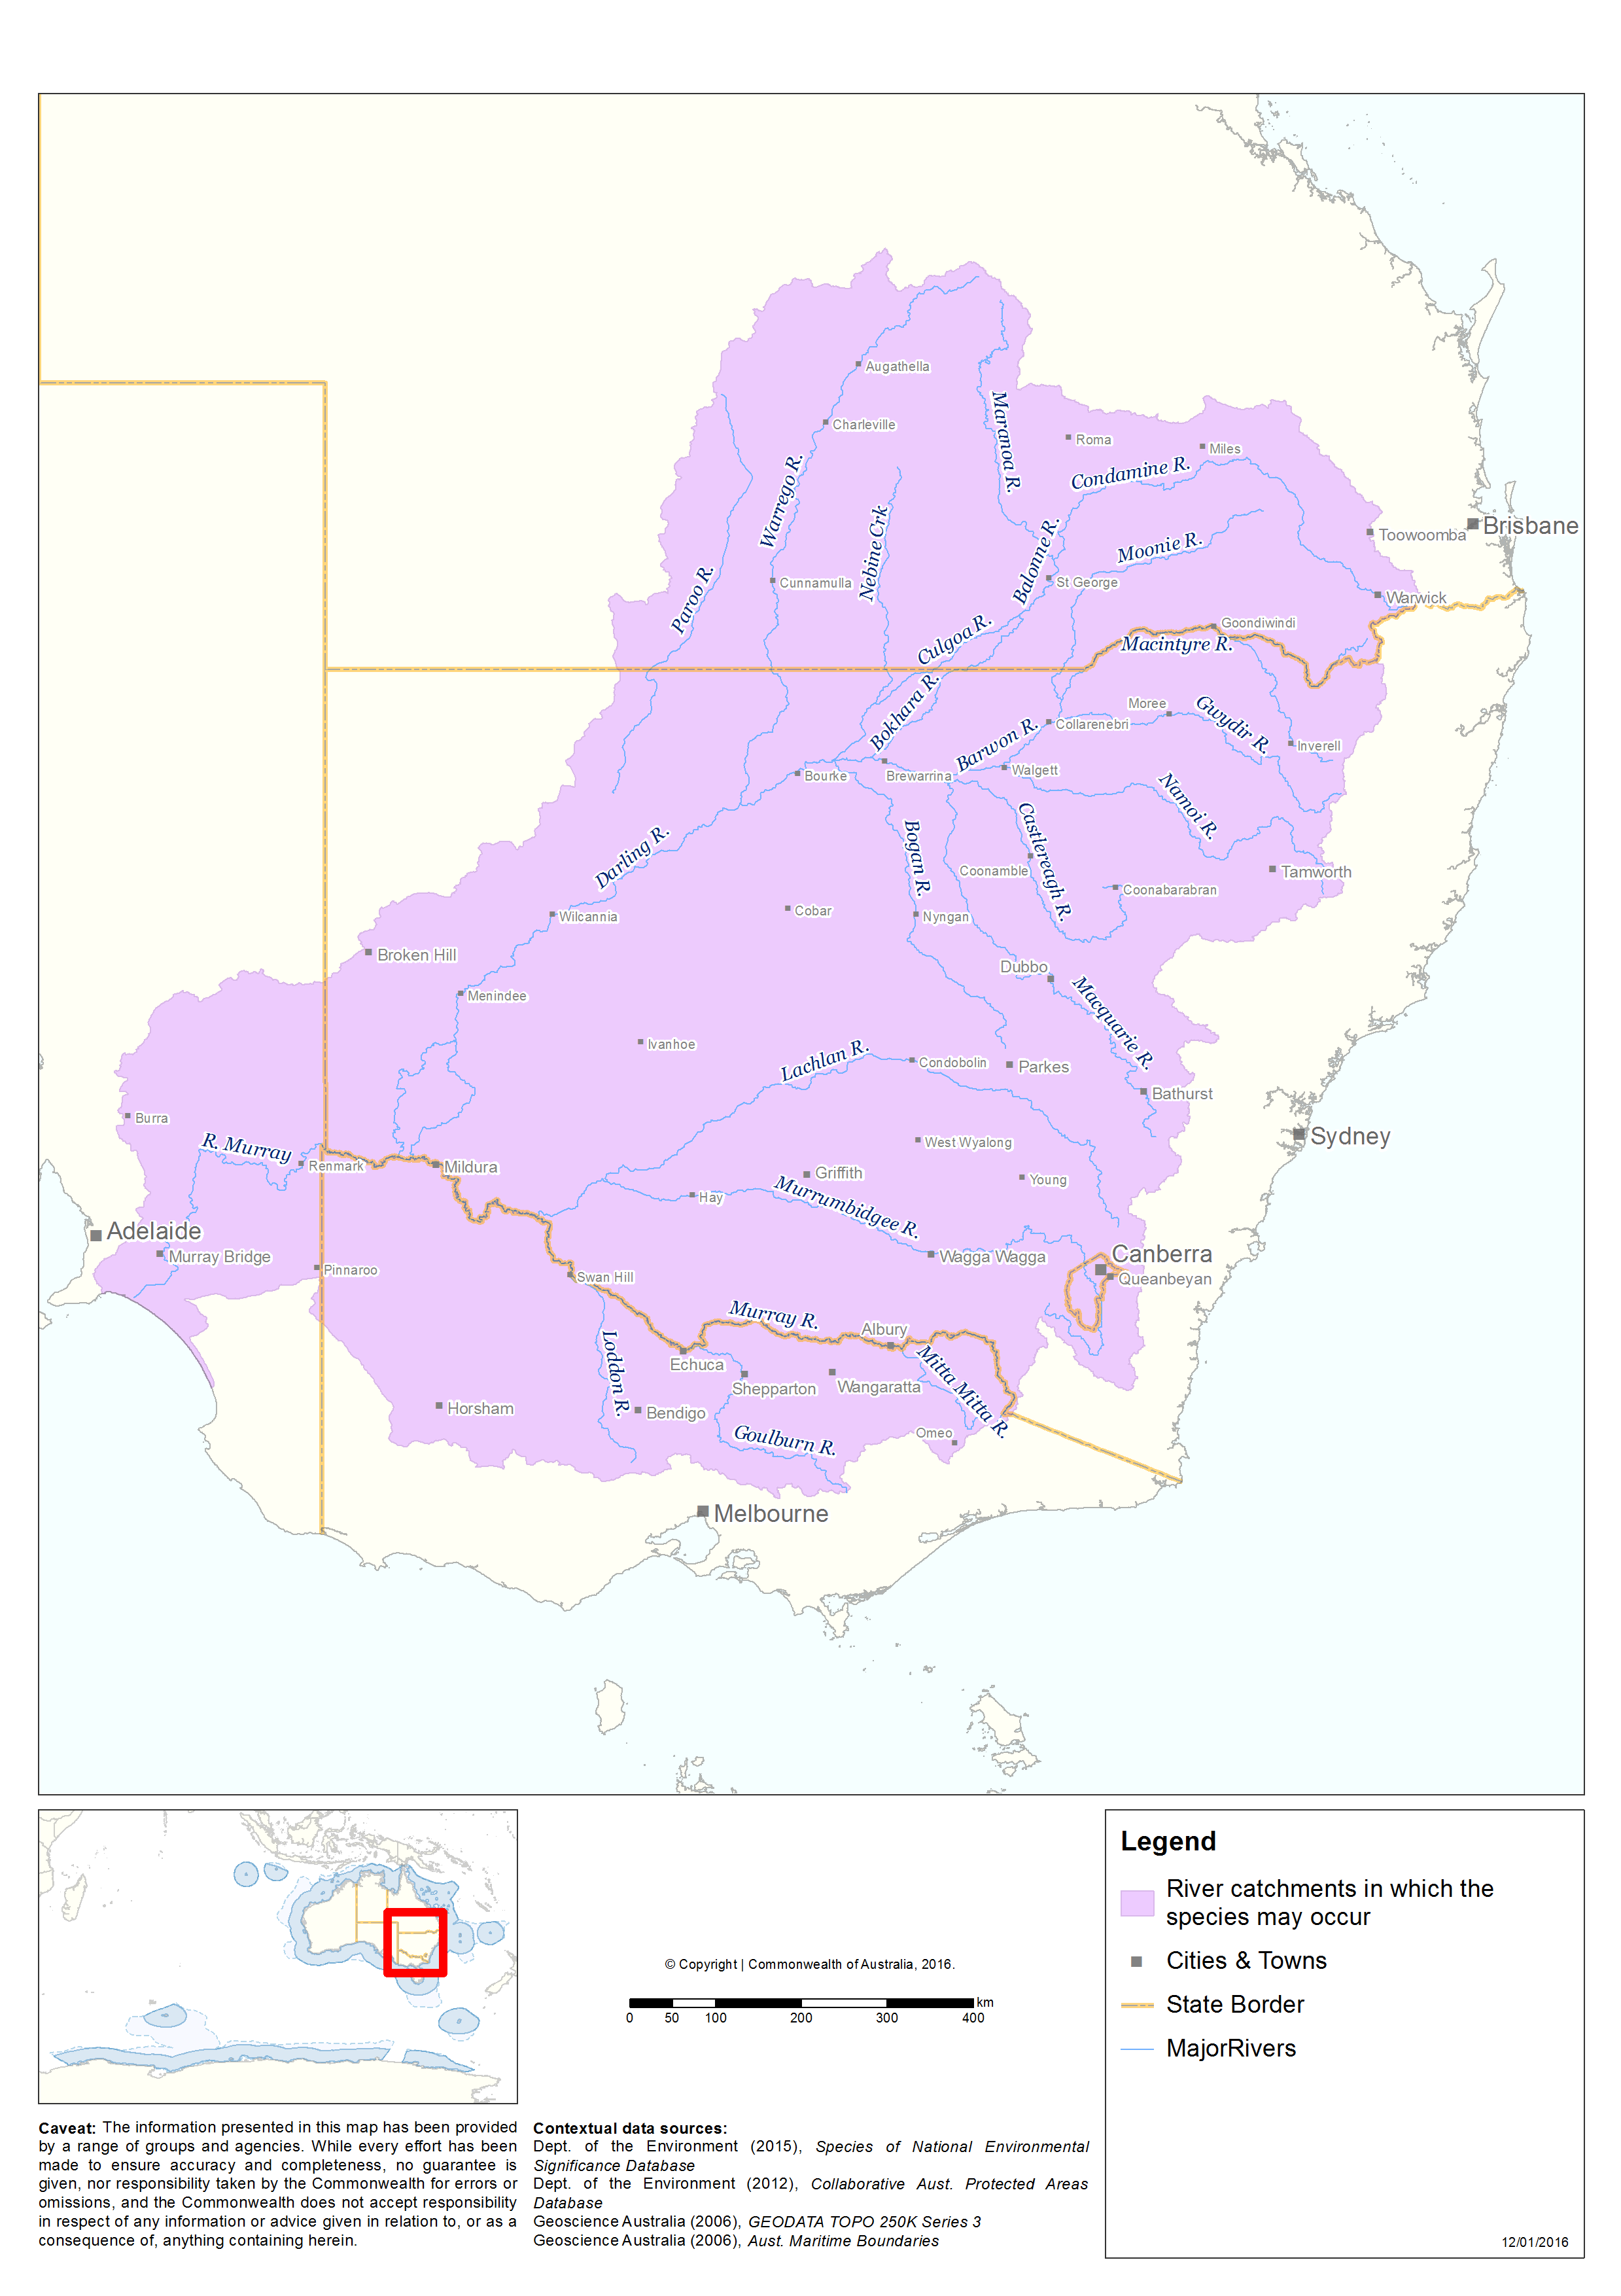 Augathella
Charleville
Maranoa R.
Roma
Miles
Condamine R.
Warrego R.
Nebine Crk
Balonne R.
Moonie R.
Toowoomba
Brisbane
Paroo R.
Cunnamulla
St George
Warwick
Culgoa R.
Goondiwindi
Macintyre R.
Bokhara R.
Moree
Gwydir R.
Barwon R.
Collarenebri
Inverell
Bourke
Brewarrina
Walgett
Namoi R.
Darling R.
Bogan R.
Castlereagh R.
Coonamble
Tamworth
Coonabarabran
Wilcannia
Cobar
Nyngan
Broken Hill
Dubbo
Menindee
Macquarie R.
Ivanhoe
Lachlan R.
Condobolin
Parkes
Bathurst
Burra
R. Murray
West Wyalong
Sydney
Renmark
Mildura
Griffith
Young
Hay
Murrumbidgee R.
Adelaide
Murray Bridge
Wagga Wagga
Canberra
Pinnaroo
Swan Hill
Queanbeyan
Murray R.
Albury
Loddon R.
Echuca
Mitta Mitta R.
Shepparton
Wangaratta
Horsham
Bendigo
Goulburn R.
Omeo
Melbourne
Legend
River catchments in which the
species may occur
Cities & Towns
State Border
MajorRivers
12/01/2016
© Copyright | Commonwealth of Australia, 2016.
km
0 50 100 200 300 400
Caveat: The information presented in this map has been provided
by a range of groups and agencies. While every effort has been
made to ensure accuracy and completeness, no guarantee is
given, nor responsibility taken by the Commonwealth for errors or
omissions, and the Commonwealth does not accept responsibility
in respect of any information or advice given in relation to, or as a
consequence of, anything containing herein.
Contextual data sources:
Dept. of the Environment (2015), Species of National Environmental
Significance Database
Dept. of the Environment (2012), Collaborative Aust. Protected Areas
Database
Geoscience Australia (2006), GEODATA TOPO 250K Series 3
Geoscience Australia (2006), Aust. Maritime Boundaries